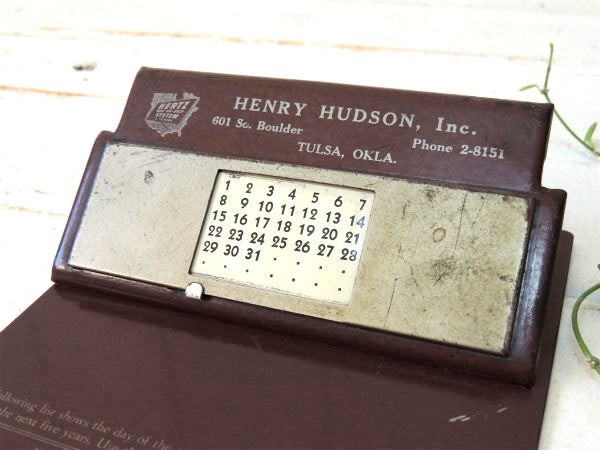 HERTZ
SYSTEM
HENRY HUDSON, Inc.
601 So. Boulder
Phone 2-8151
TULSA, OKLA.
1 2 3 4 5 6 7
8 9 10 11 12 13 14
15 16 17 18 19 20 21
22 23 24 25 26 27 28
29 30 31 . . . .
. . . . . . .
following list shows the day of the
the next five years. Use